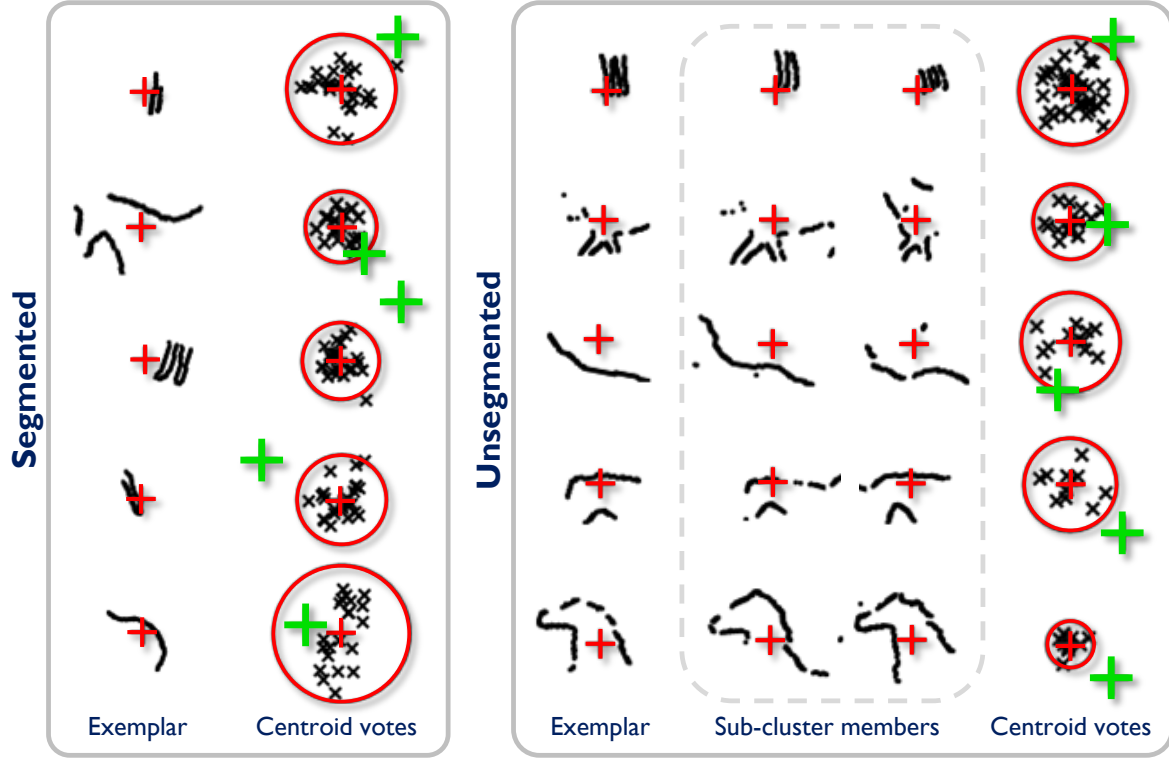 Segmented
Exemplar
Centroid votes
Unsegmented
Exemplar
Sub-cluster members
Centroid votes